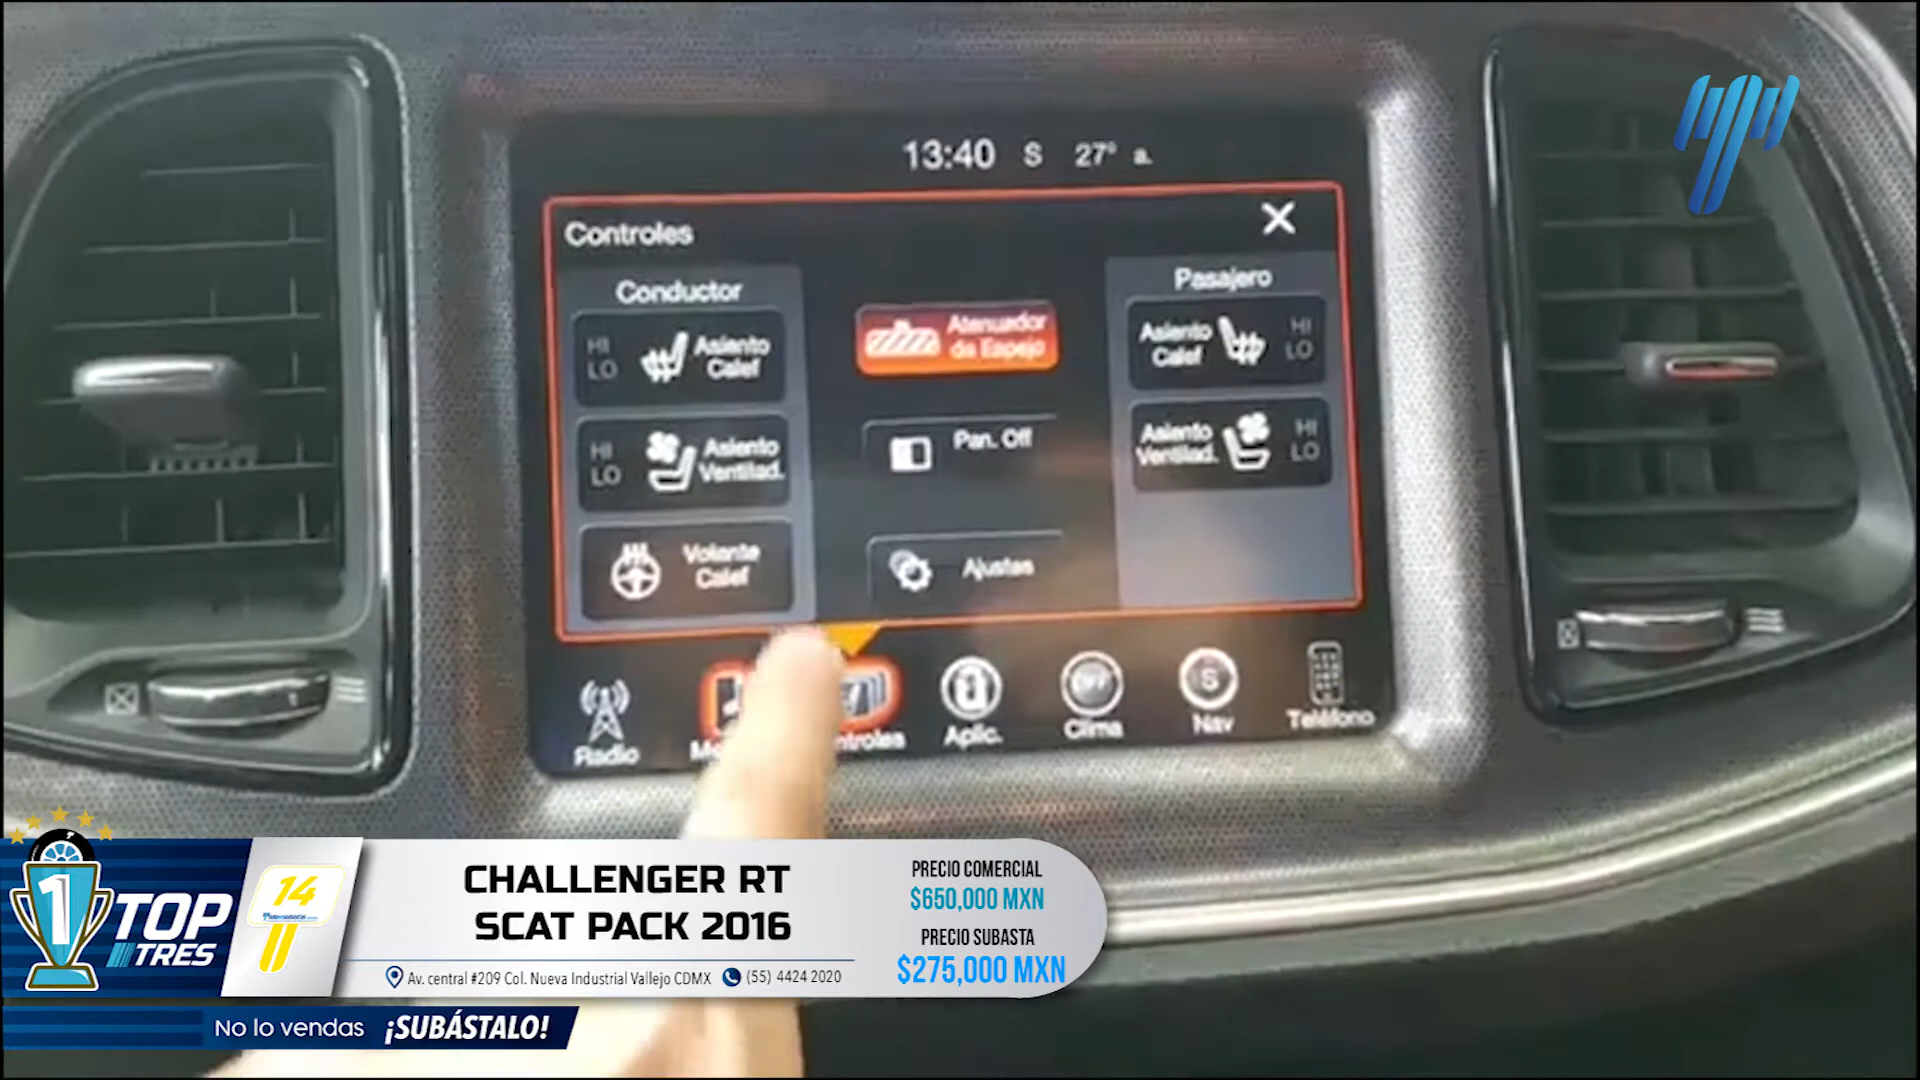 13:40 S 27° a.
Controles
Conductor
HI
LO
Asiento
Calef
HI
LO
Asiento
Ventilad.
Volante
Calef
Atenuador
de Espejo
Pan. Off
Ajustes
Pasajero
Asiento
Calef
HI
LO
Asiento
Ventilad.
HI
LO
Radio
Aplic.
Clima
Nav
Teléfono
1
TOP
TRES
14
CHALLENGER RT
SCAT PACK 2016
Av. central #209 Col. Nueva Industrial Vallejo CDMX (55) 4424 2020
PRECIO COMERCIAL
$650,000 MXN
PRECIO SUBASTA
$275,000 MXN
No lo vendas ¡SUBÁSTALO!